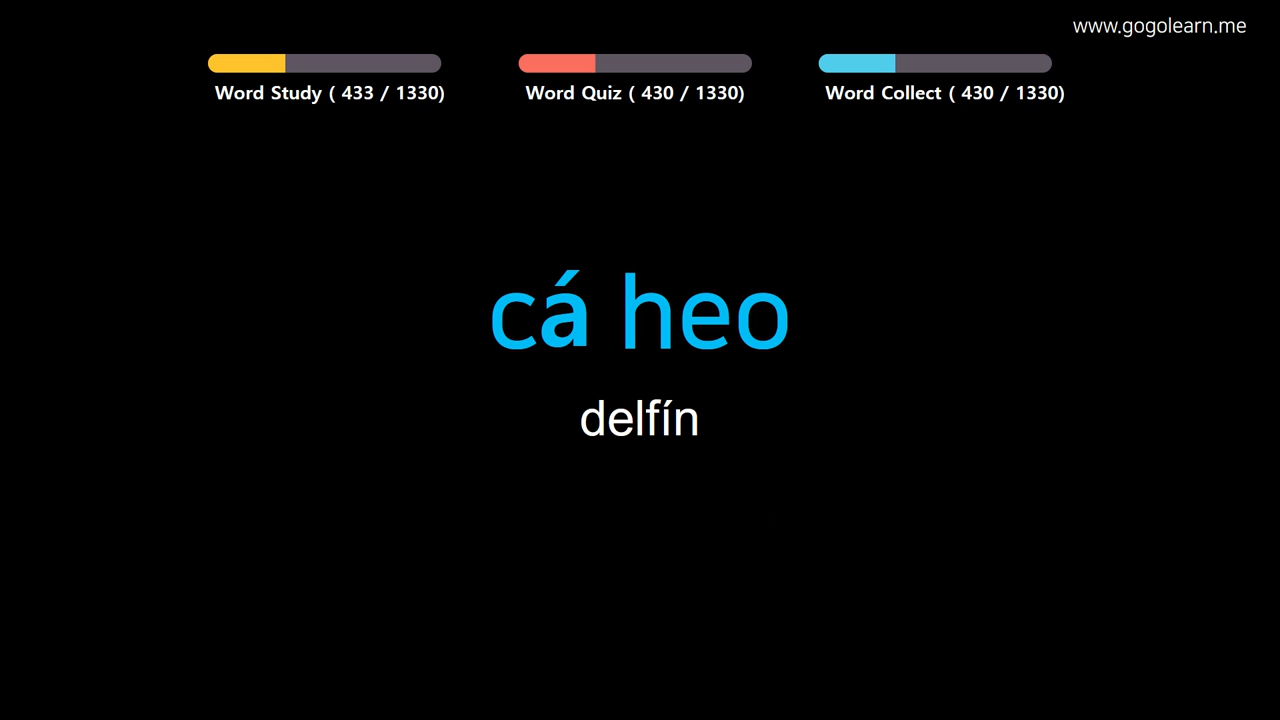 www.gogolearn.me
Word Study ( 433 / 1330)
Word Quiz ( 430 / 1330)
Word Collect ( 430 / 1330)
cá heo
delfín